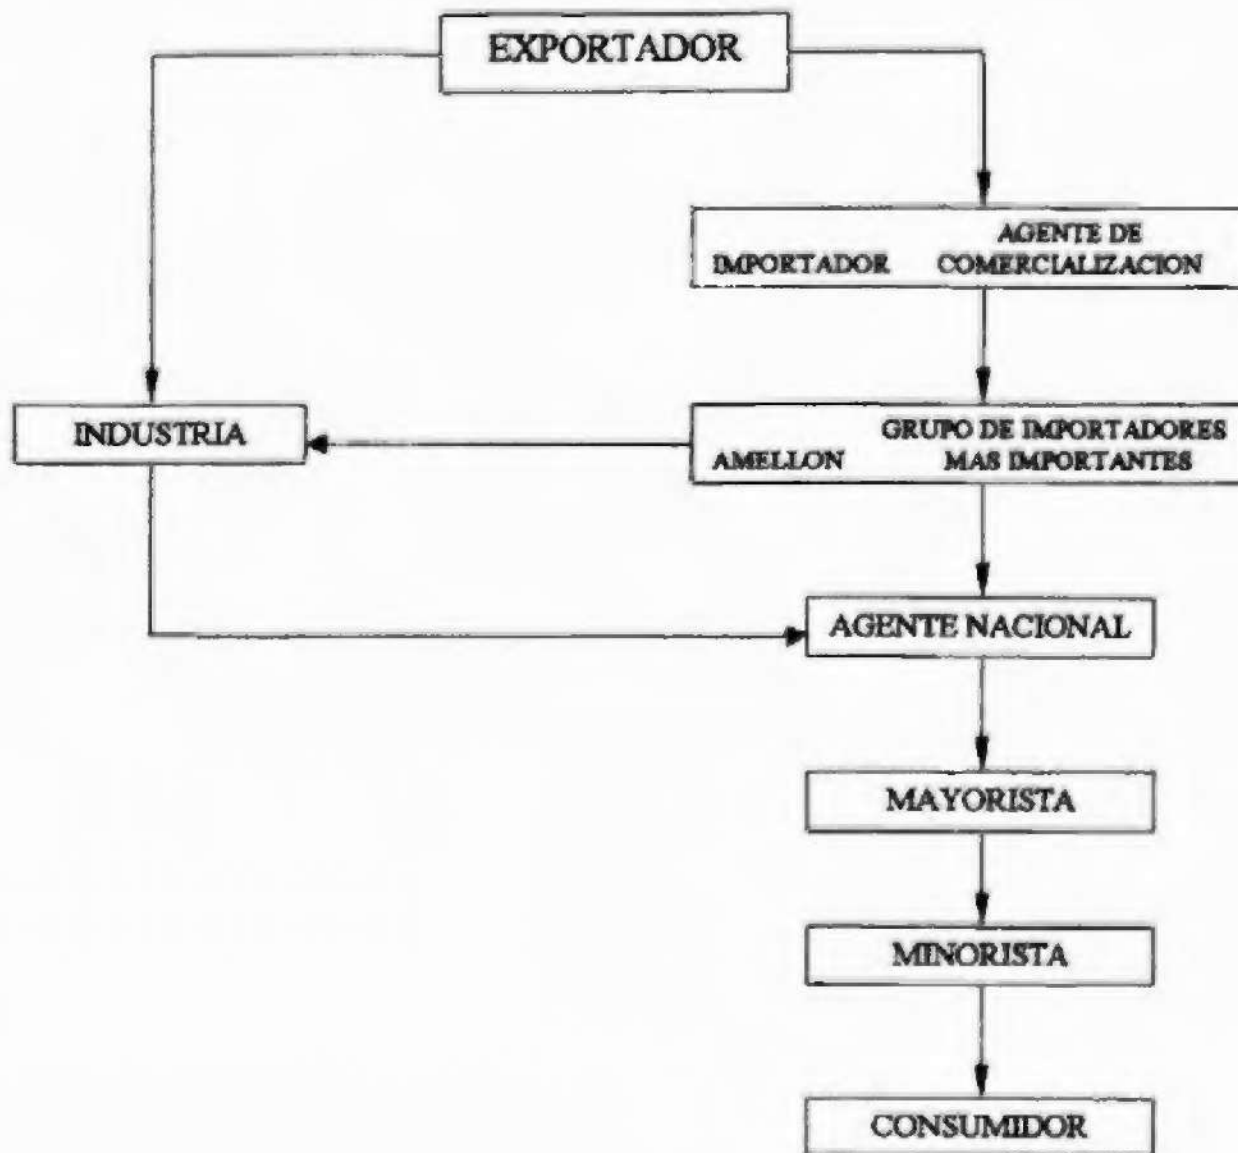 EXPORTADOR
AGENTE DE
IMPORTADOR COMERCIALIZACION
INDUSTRIA
GRUPO DE IMPORTADORES
AMELLON MAS IMPORTANTES
AGENTE NACIONAL
MAYORISTA
MINORISTA
CONSUMIDOR